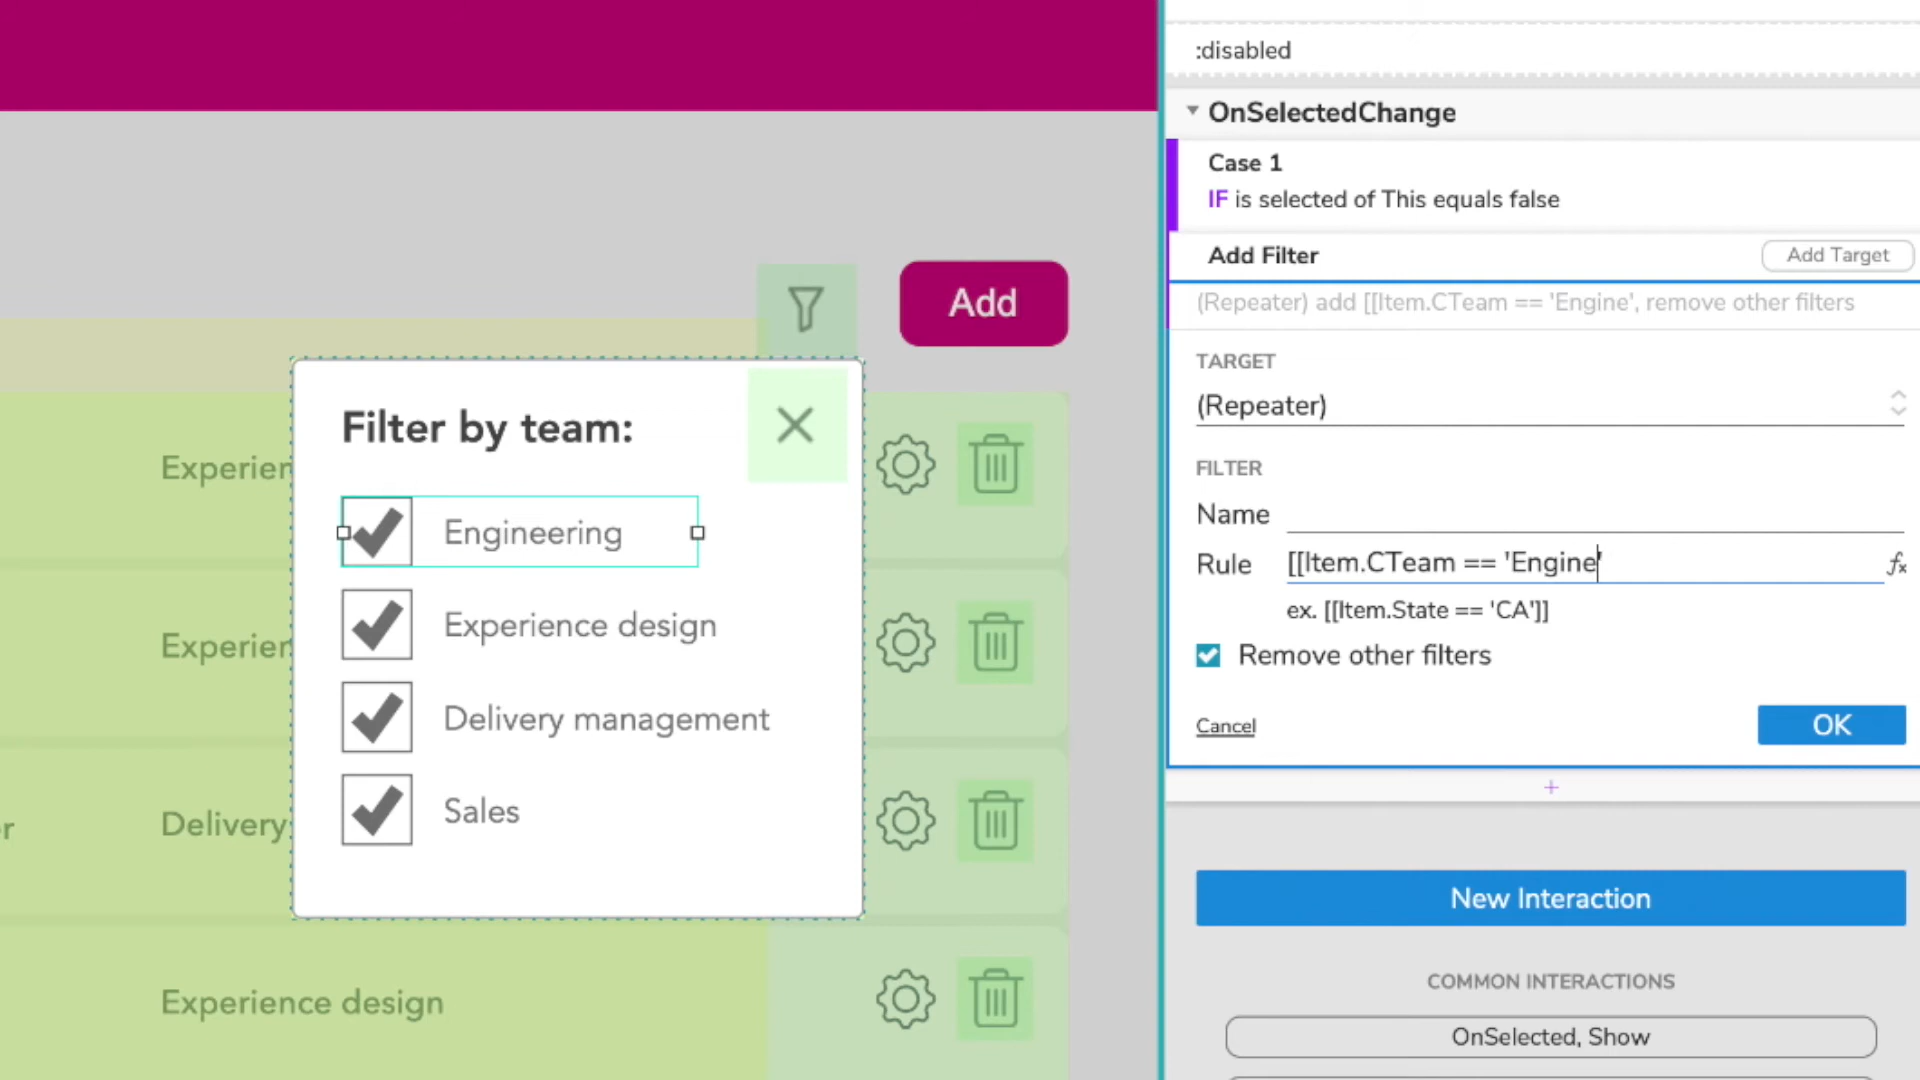 Add
Filter by team:
Engineering
Experience design
Delivery management
Sales
Experien
Experien
r
Delivery
Experience design
:disabled
OnSelectedChange
Case 1
IF is selected of This equals false
Add Filter
Add Target
(Repeater) add [[Item.CTeam == 'Engine', remove other filters
TARGET
(Repeater)
FILTER
Name
Rule [[Item.CTeam == 'Engine' fx
ex. [[Item.State == 'CA']]
Remove other filters
Cancel
OK
+
New Interaction
COMMON INTERACTIONS
OnSelected, Show